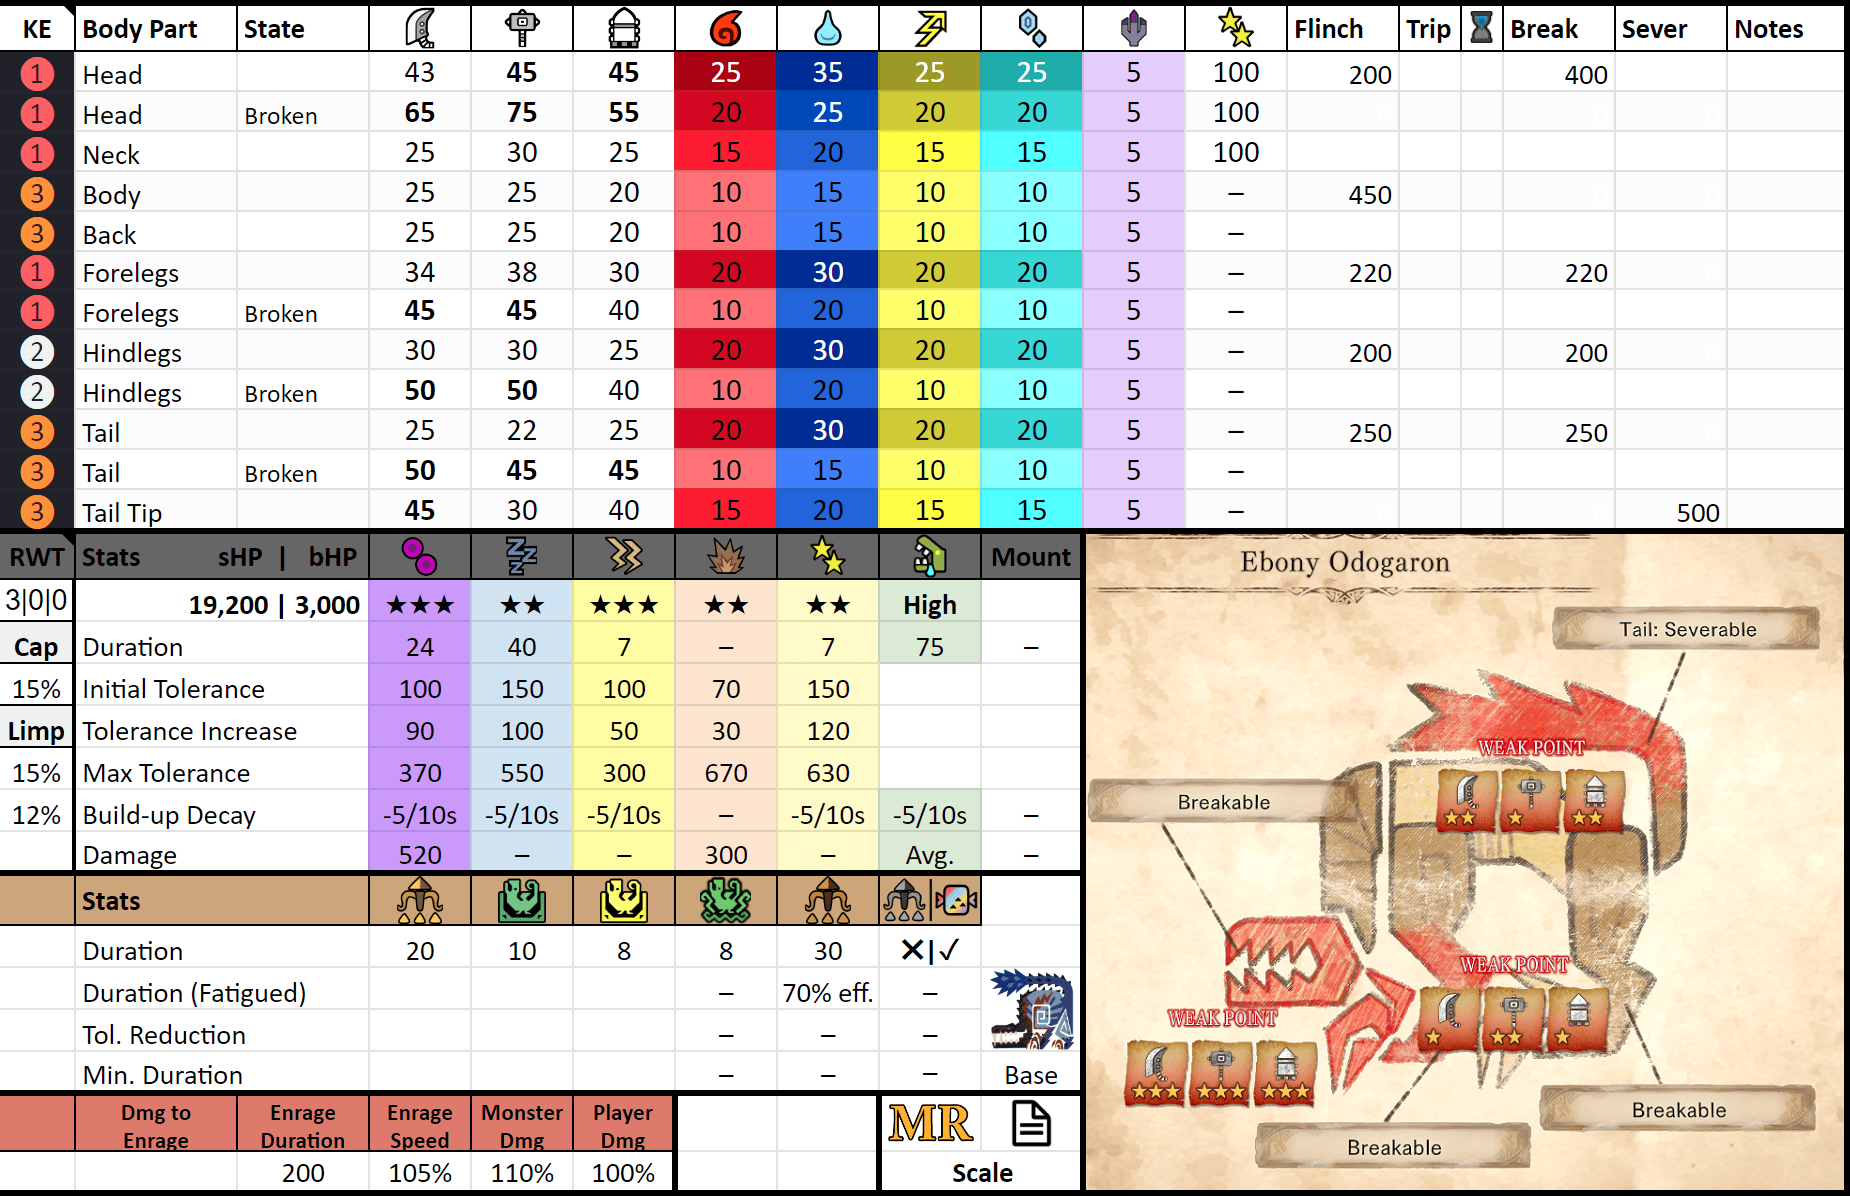 KE Body Part State Flinch Trip Break Sever Notes
1 Head 43 45 45 25 35 25 25 5 100 200 400
1 Head Broken 65 75 55 20 25 20 20 5 100
1 Neck 25 30 25 15 20 15 15 5 100
3 Body 25 25 20 10 15 10 10 5 – 450
3 Back 25 25 20 10 15 10 10 5 –
1 Forelegs 34 38 30 20 30 20 20 5 – 220 220
1 Forelegs Broken 45 45 40 10 20 10 10 5 –
2 Hindlegs 30 30 25 20 30 20 20 5 – 200 200
2 Hindlegs Broken 50 50 40 10 20 10 10 5 –
3 Tail 25 22 25 20 30 20 20 5 – 250 250
3 Tail Broken 50 45 45 10 15 10 10 5 –
3 Tail Tip 45 30 40 15 20 15 15 5 – 500
RWT Stats sHP | bHP Mount
3|0|0 19,200 | 3,000 ★★★ ★★ ★★★ ★★ ★★ High
Cap Duration 24 40 7 – 7 75 –
15% Initial Tolerance 100 150 100 70 150
Limp Tolerance Increase 90 100 50 30 120
15% Max Tolerance 370 550 300 670 630
12% Build-up Decay -5/10s -5/10s -5/10s – -5/10s -5/10s –
Damage 520 – – 300 – Avg. –
Stats
Duration 20 10 8 8 30 ✕|✓
Duration (Fatigued) – 70% eff. –
Tol. Reduction – – –
Min. Duration – – – Base
Dmg to Enrage
Enrage Duration
Enrage Speed
Monster Dmg
Player Dmg
MR
200 105% 110% 100% Scale
Ebony Odogaron
Tail: Severable
WEAK POINT
Breakable
WEAK POINT
WEAK POINT
Breakable
Breakable